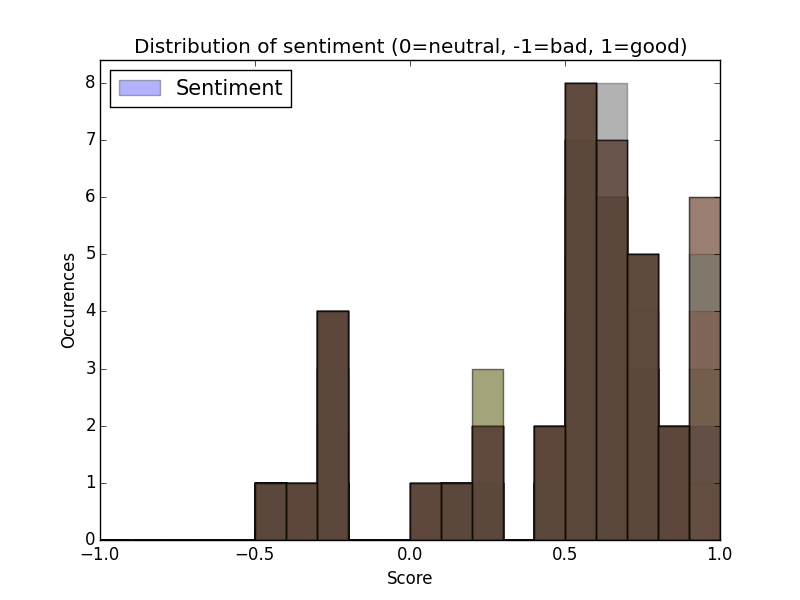 Distribution of sentiment (0=neutral, -1=bad, 1=good)
Sentiment
8
7
6
5
4
3
2
1
0
Occurences
−1.0 −0.5 0.0 0.5 1.0
Score